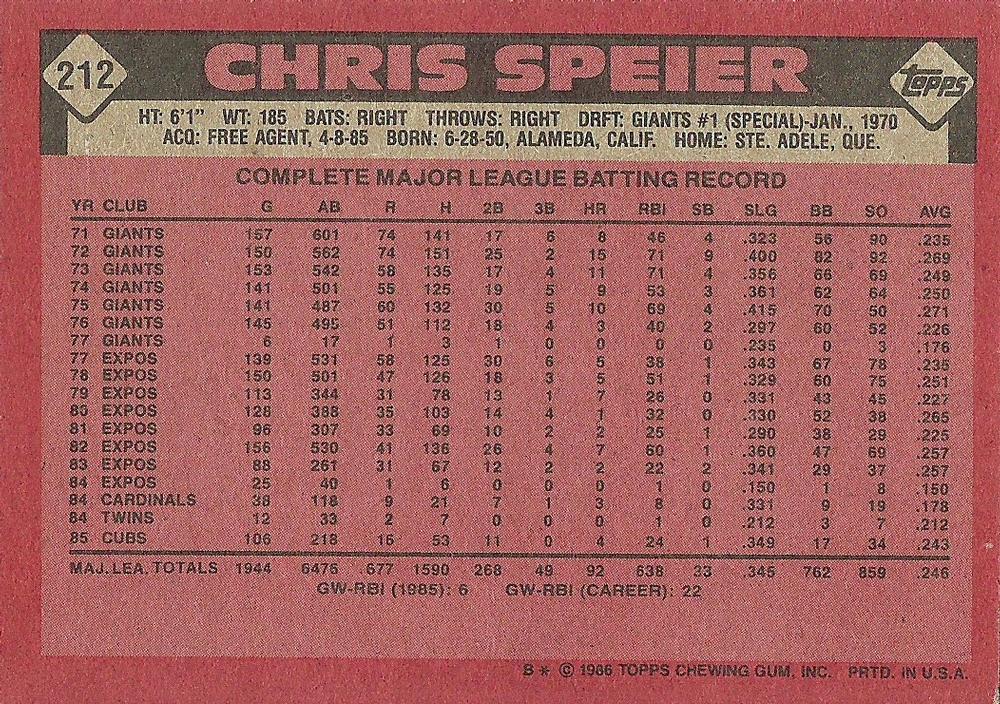 212 CHRIS SPEIER TOPPS
HT: 6'1" WT: 185 BATS: RIGHT THROWS: RIGHT DRFT: GIANTS #1 (SPECIAL)-JAN., 1970
ACQ: FREE AGENT, 4-8-85 BORN: 6-28-50, ALAMEDA, CALIF. HOME: STE. ADELE, QUE.
COMPLETE MAJOR LEAGUE BATTING RECORD
YR CLUB G AB R H 2B 3B HR RBI SB SLG BB SO AVG
71 GIANTS 157 601 74 141 17 6 8 46 4 .323 56 90 .235
72 GIANTS 150 562 74 151 25 2 15 71 9 .400 82 92 .269
73 GIANTS 153 542 58 135 17 4 11 71 4 .356 66 69 .249
74 GIANTS 141 501 55 125 19 5 9 53 3 .361 62 64 .250
75 GIANTS 141 487 60 132 30 5 10 69 4 .415 70 50 .271
76 GIANTS 145 495 51 112 18 4 3 40 2 .297 60 52 .226
77 GIANTS 6 17 1 3 1 0 0 0 0 .235 0 3 .176
77 EXPOS 139 531 58 125 30 6 5 38 1 .343 67 78 .235
78 EXPOS 150 501 47 126 18 3 5 51 1 .329 60 75 .251
79 EXPOS 113 344 31 78 13 1 7 26 0 .331 43 45 .227
80 EXPOS 128 388 35 103 14 4 1 32 0 .330 52 38 .265
81 EXPOS 96 307 33 69 10 2 2 25 1 .290 38 29 .225
82 EXPOS 156 530 41 136 26 4 7 60 1 .360 47 69 .257
83 EXPOS 88 261 31 67 12 2 2 22 2 .341 29 37 .257
84 EXPOS 25 40 1 6 0 0 0 1 0 .150 1 8 .150
84 CARDINALS 38 118 9 21 7 1 3 8 0 .331 9 19 .178
84 TWINS 12 33 2 7 0 0 0 1 0 .212 3 7 .212
85 CUBS 106 218 16 53 11 0 4 24 1 .349 17 34 .243
MAJ. LEA. TOTALS 1944 6476 677 1590 268 49 92 638 33 .345 762 859 .246
GW-RBI (1985): 6 GW-RBI (CAREER): 22
B * © 1986 TOPPS CHEWING GUM, INC. PRTD. IN U.S.A.